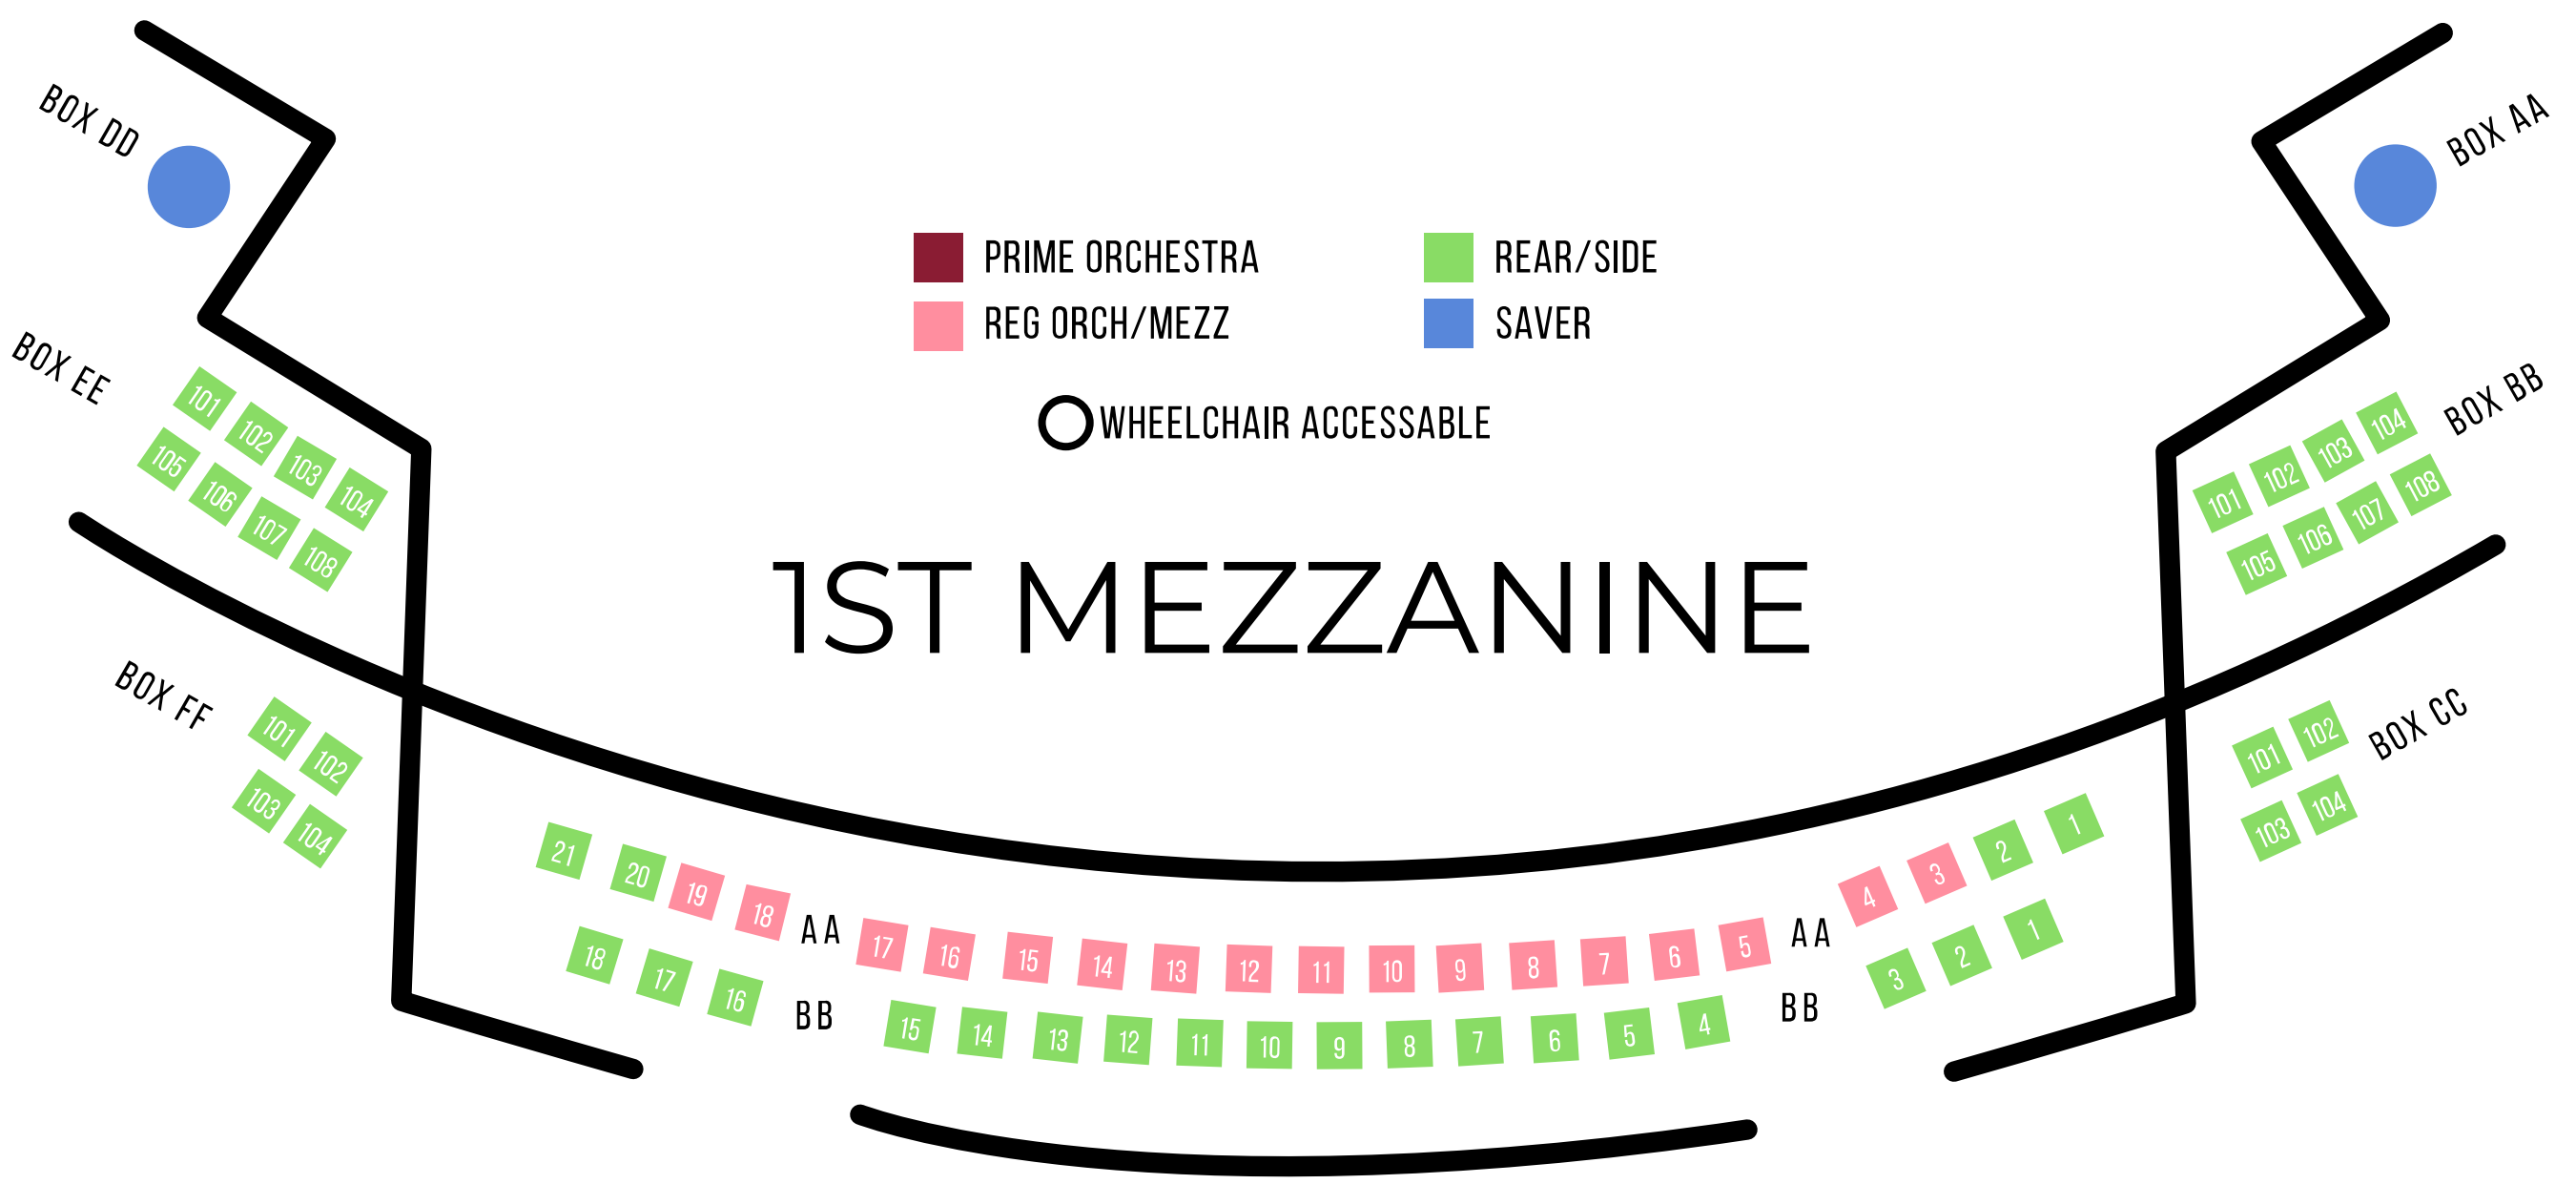 BOX DD
BOX AA
PRIME ORCHESTRA
REAR/SIDE
REG ORCH/MEZZ
SAVER
WHEELCHAIR ACCESSABLE
BOX EE
101 102 103 104
105 106 107 108
BOX BB
101 102 103 104
105 106 107 108
1ST MEZZANINE
BOX FF
101 102
103 104
BOX CC
101 102
103 104
21 20 19 18 AA 17 16 15 14 13 12 11 10 9 8 7 6 5 AA 4 3 2 1
18 17 16 BB 15 14 13 12 11 10 9 8 7 6 5 4 BB 3 2 1